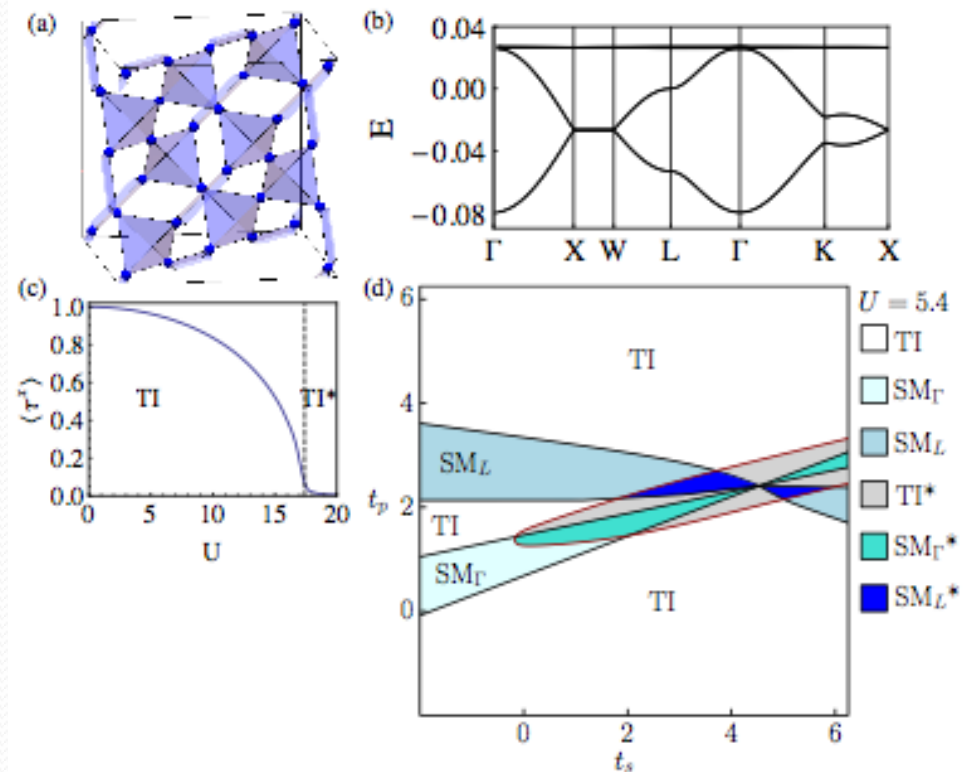 (a)
(b)
0.04
0.00
−0.04
−0.08
E
Γ X W L Γ K X
(c)
1.0
0.8
0.6
0.4
0.2
0.0
⟨τˣ⟩
TI
TI*
0 5 10 15 20
U
(d)
6
4
2
0
t_p
TI
SM_L
TI
SM_Γ
TI
0 2 4 6
t_s
U = 5.4
TI
SM_Γ
SM_L
TI*
SM_Γ*
SM_L*